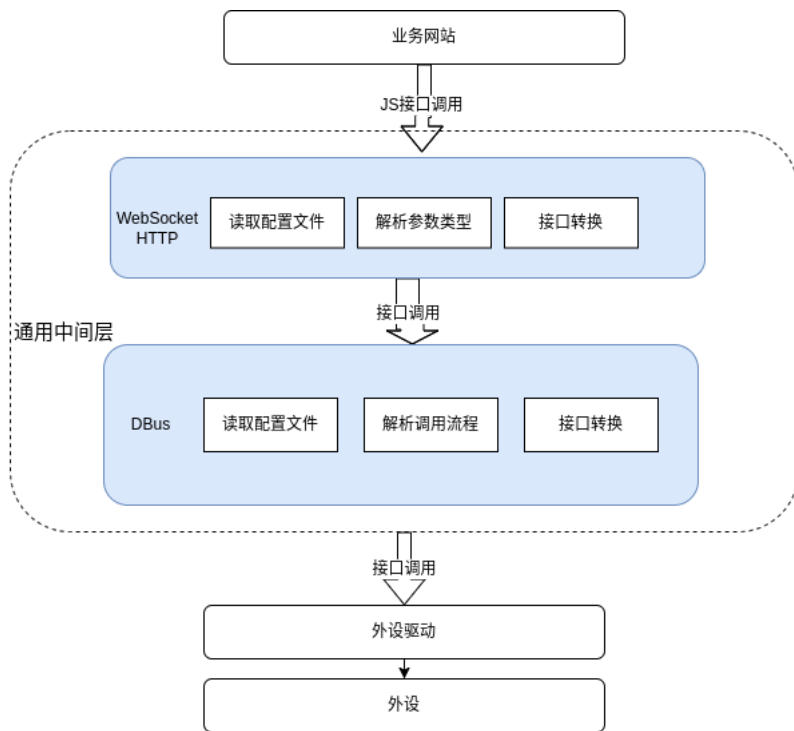 业务网站
JS接口调用
WebSocket
HTTP
读取配置文件
解析参数类型
接口转换
接口调用
通用中间层
DBus
读取配置文件
解析调用流程
接口转换
接口调用
外设驱动
外设